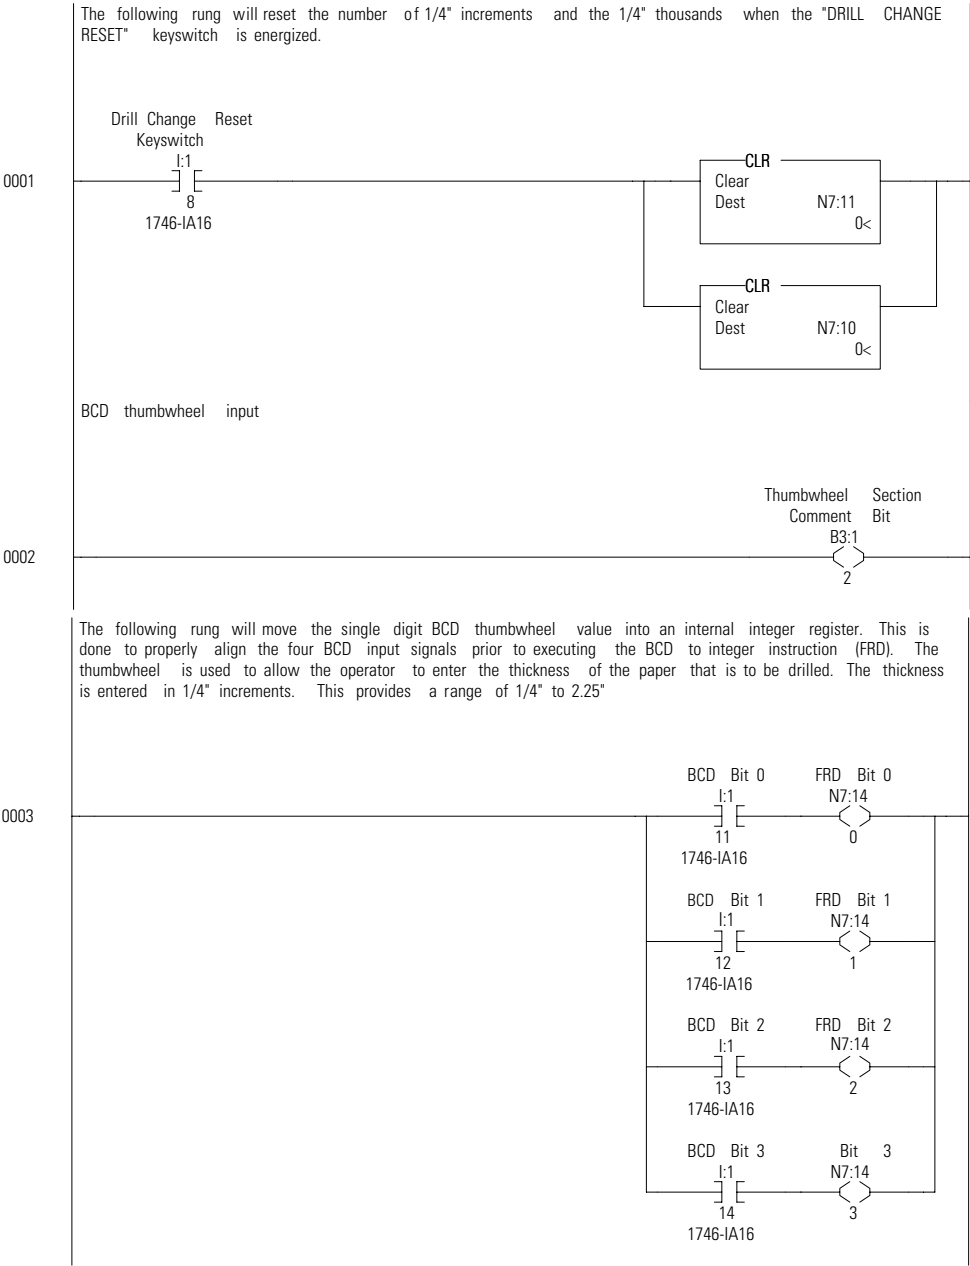 The following rung will reset the number of 1/4" increments and the 1/4" thousands when the "DRILL CHANGE
RESET" keyswitch is energized.
Drill Change Reset
Keyswitch
I:1
8
1746-IA16
0001
CLR
Clear
Dest N7:11
0<
CLR
Clear
Dest N7:10
0<
BCD thumbwheel input
Thumbwheel Section
Comment Bit
B3:1
2
0002
The following rung will move the single digit BCD thumbwheel value into an internal integer register. This is
done to properly align the four BCD input signals prior to executing the BCD to integer instruction (FRD). The
thumbwheel is used to allow the operator to enter the thickness of the paper that is to be drilled. The thickness
is entered in 1/4" increments. This provides a range of 1/4" to 2.25"
0003
BCD Bit 0 FRD Bit 0
I:1 N7:14
11 0
1746-IA16
BCD Bit 1 FRD Bit 1
I:1 N7:14
12 1
1746-IA16
BCD Bit 2 FRD Bit 2
I:1 N7:14
13 2
1746-IA16
BCD Bit 3 Bit 3
I:1 N7:14
14 3
1746-IA16